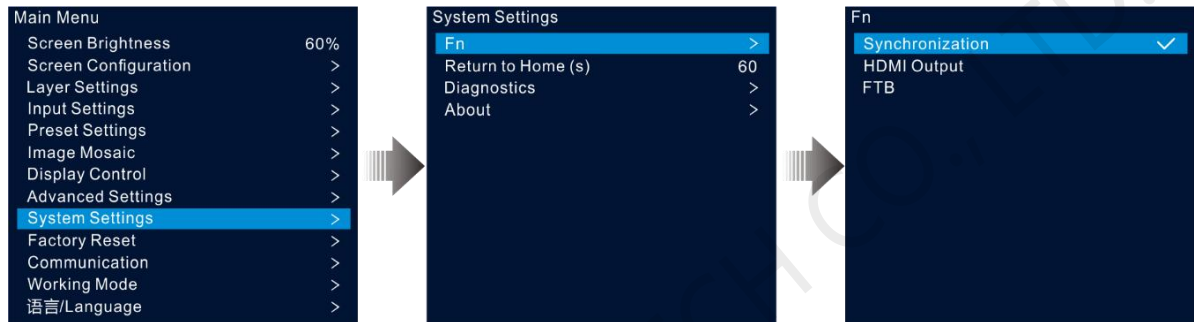 Main Menu
Screen Brightness 60%
Screen Configuration >
Layer Settings >
Input Settings >
Preset Settings >
Image Mosaic >
Display Control >
Advanced Settings >
System Settings >
Factory Reset >
Communication >
Working Mode >
语言/Language >
System Settings
Fn >
Return to Home (s) 60
Diagnostics >
About >
Fn
Synchronization ✓
HDMI Output
FTB